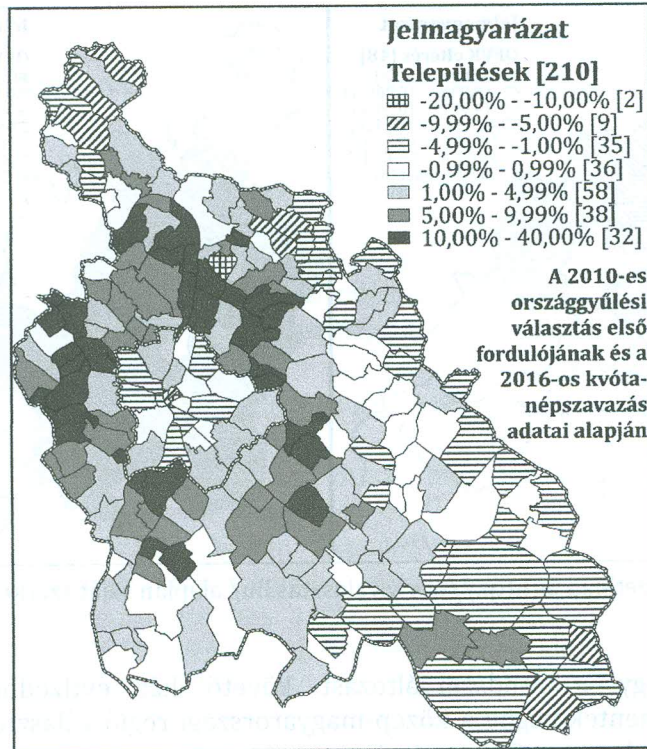 Jelmagyarázat
Települések [210]
-20,00% - -10,00% [2]
-9,99% - -5,00% [9]
-4,99% - -1,00% [35]
-0,99% - 0,99% [36]
1,00% - 4,99% [58]
5,00% - 9,99% [38]
10,00% - 40,00% [32]
A 2010-es
országgyűlési
választás első
fordulójának és a
2016-os kvóta-
népszavazás
adatai alapján